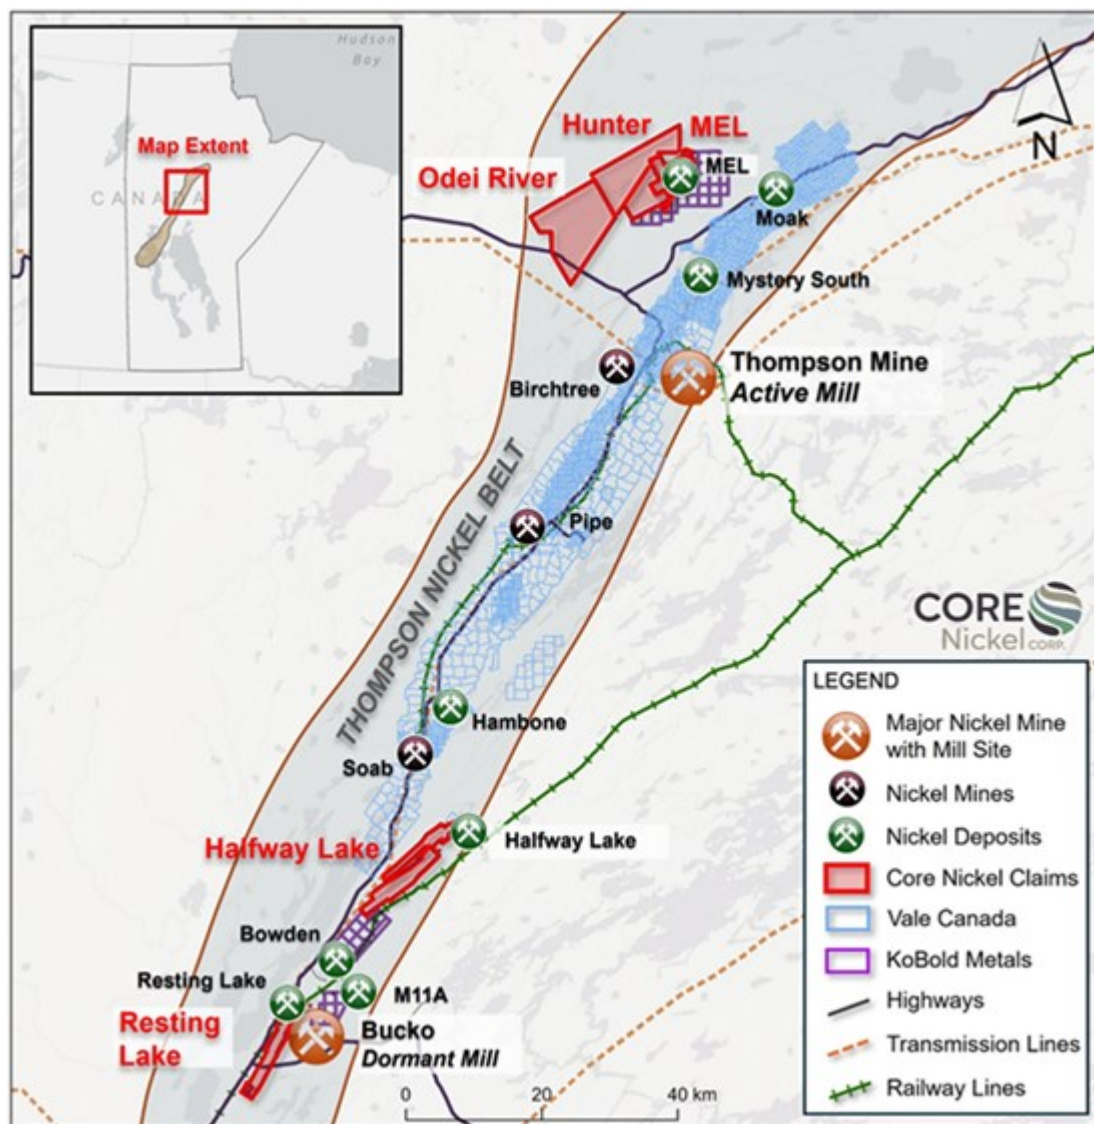 Hudson
Bay
Map Extent
CANADA
N
Hunter
MEL
Odei River
MEL
Moak
Mystery South
Birchtree
Thompson Mine
Active Mill
THOMPSON NICKEL BELT
Pipe
Hambone
Soab
Halfway Lake
Halfway Lake
Bowden
Resting Lake
M11A
Resting
Lake
Bucko
Dormant Mill
0 20 40 km
CORE
Nickel CORP.
LEGEND
Major Nickel Mine
with Mill Site
Nickel Mines
Nickel Deposits
Core Nickel Claims
Vale Canada
KoBold Metals
Highways
Transmission Lines
Railway Lines